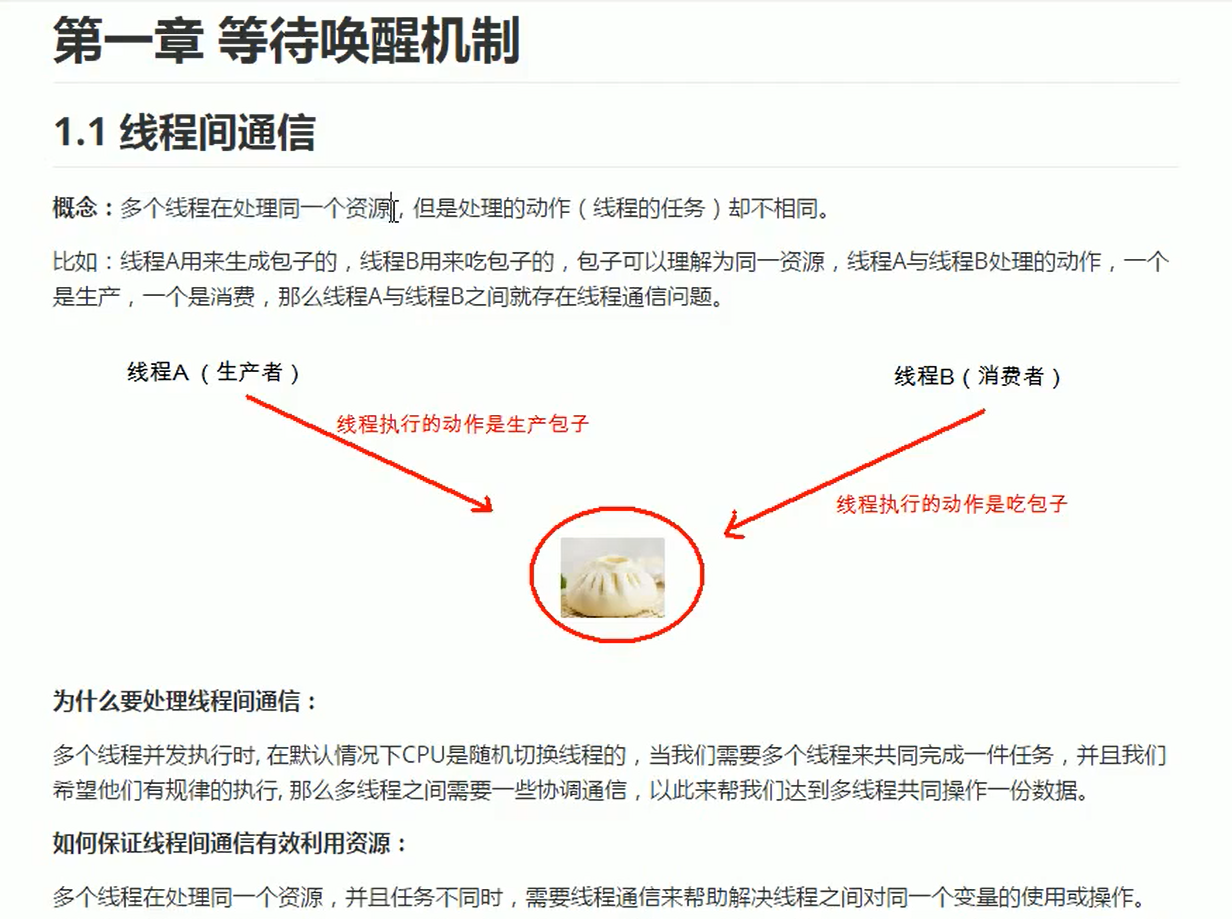 第一章 等待唤醒机制
1.1 线程间通信
概念：多个线程在处理同一个资源，但是处理的动作（线程的任务）却不相同。
比如：线程A用来生成包子的，线程B用来吃包子的，包子可以理解为同一资源，线程A与线程B处理的动作，一个
是生产，一个是消费，那么线程A与线程B之间就存在线程通信问题。
线程A（生产者）
线程B（消费者）
线程执行的动作是生产包子
线程执行的动作是吃包子
为什么要处理线程间通信：
多个线程并发执行时, 在默认情况下CPU是随机切换线程的，当我们需要多个线程来共同完成一件任务，并且我们
希望他们有规律的执行, 那么多线程之间需要一些协调通信，以此来帮我们达到多线程共同操作一份数据。
如何保证线程间通信有效利用资源：
多个线程在处理同一个资源，并且任务不同时，需要线程通信来帮助解决线程之间对同一个变量的使用或操作。